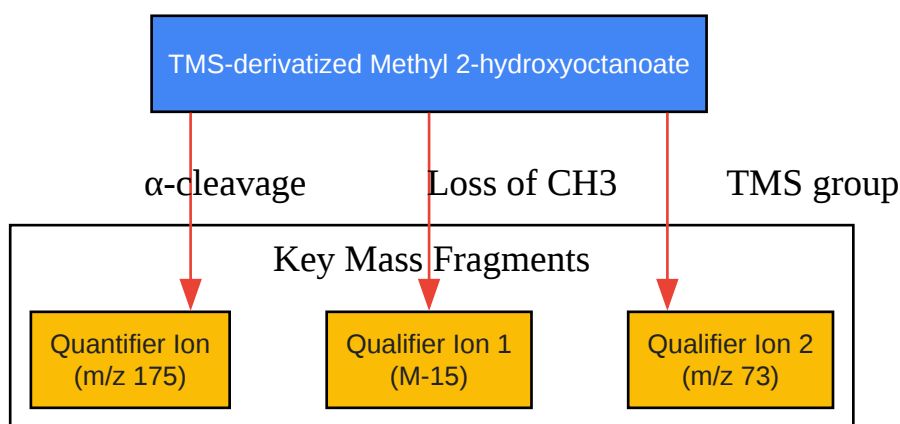 TMS-derivatized Methyl 2-hydroxyoctanoate
α-cleavage
Loss of CH3
TMS group
Key Mass Fragments
Quantifier Ion
(m/z 175)
Qualifier Ion 1
(M-15)
Qualifier Ion 2
(m/z 73)